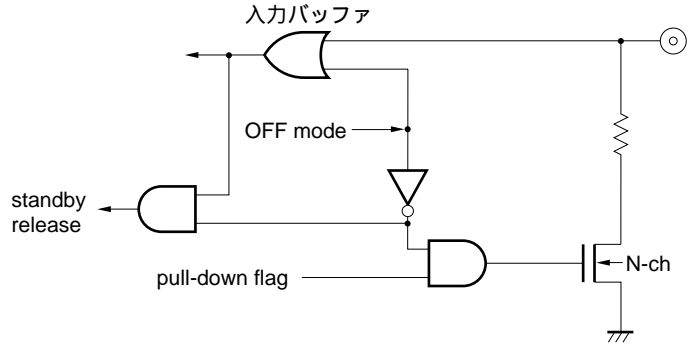 入力バッファ
OFF mode
standby
release
pull-down flag
N-ch